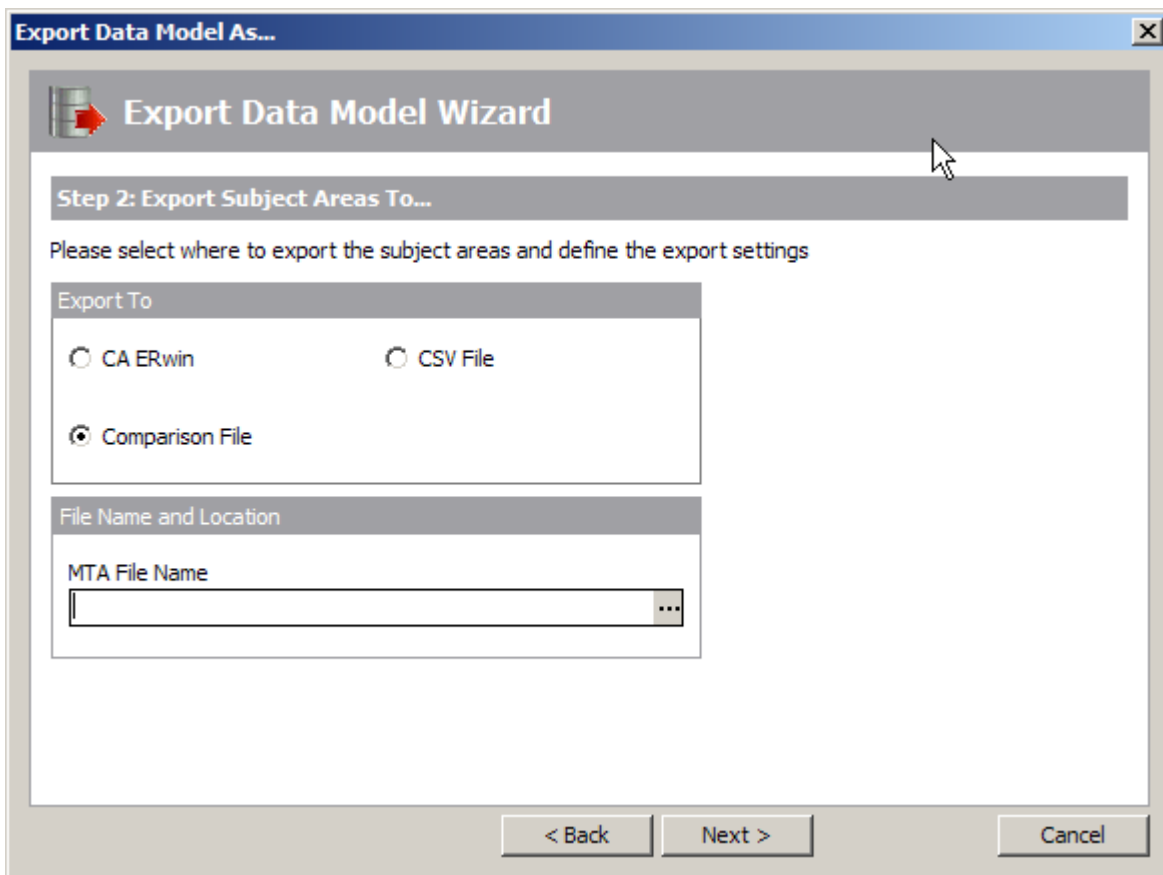 Export Data Model As...
Export Data Model Wizard
Step 2: Export Subject Areas To...
Please select where to export the subject areas and define the export settings
Export To
CA ERwin
CSV File
Comparison File
File Name and Location
MTA File Name
...
< Back
Next >
Cancel